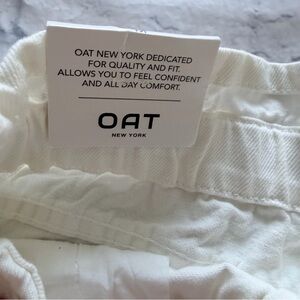 OAT NEW YORK DEDICATED
FOR QUALITY AND FIT.
ALLOWS YOU TO FEEL CONFIDENT
AND ALL DAY COMFORT.
OAT
NEW YORK